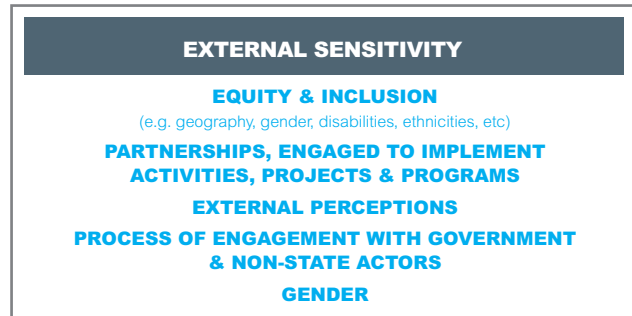 EXTERNAL SENSITIVITY
EQUITY & INCLUSION
(e.g. geography, gender, disabilities, ethnicities, etc)
PARTNERSHIPS, ENGAGED TO IMPLEMENT
ACTIVITIES, PROJECTS & PROGRAMS
EXTERNAL PERCEPTIONS
PROCESS OF ENGAGEMENT WITH GOVERNMENT
& NON-STATE ACTORS
GENDER